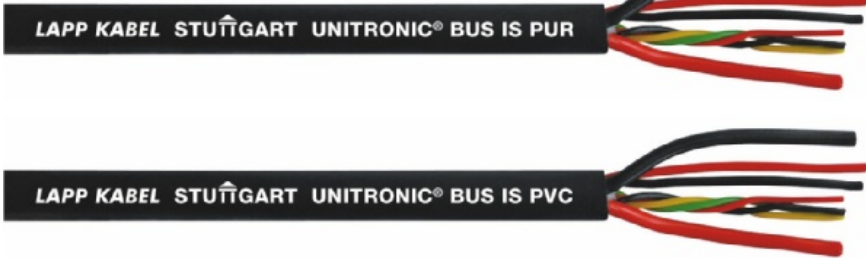 LAPP KABEL STUTTGART UNITRONIC® BUS IS PUR
LAPP KABEL STUTTGART UNITRONIC® BUS IS PVC